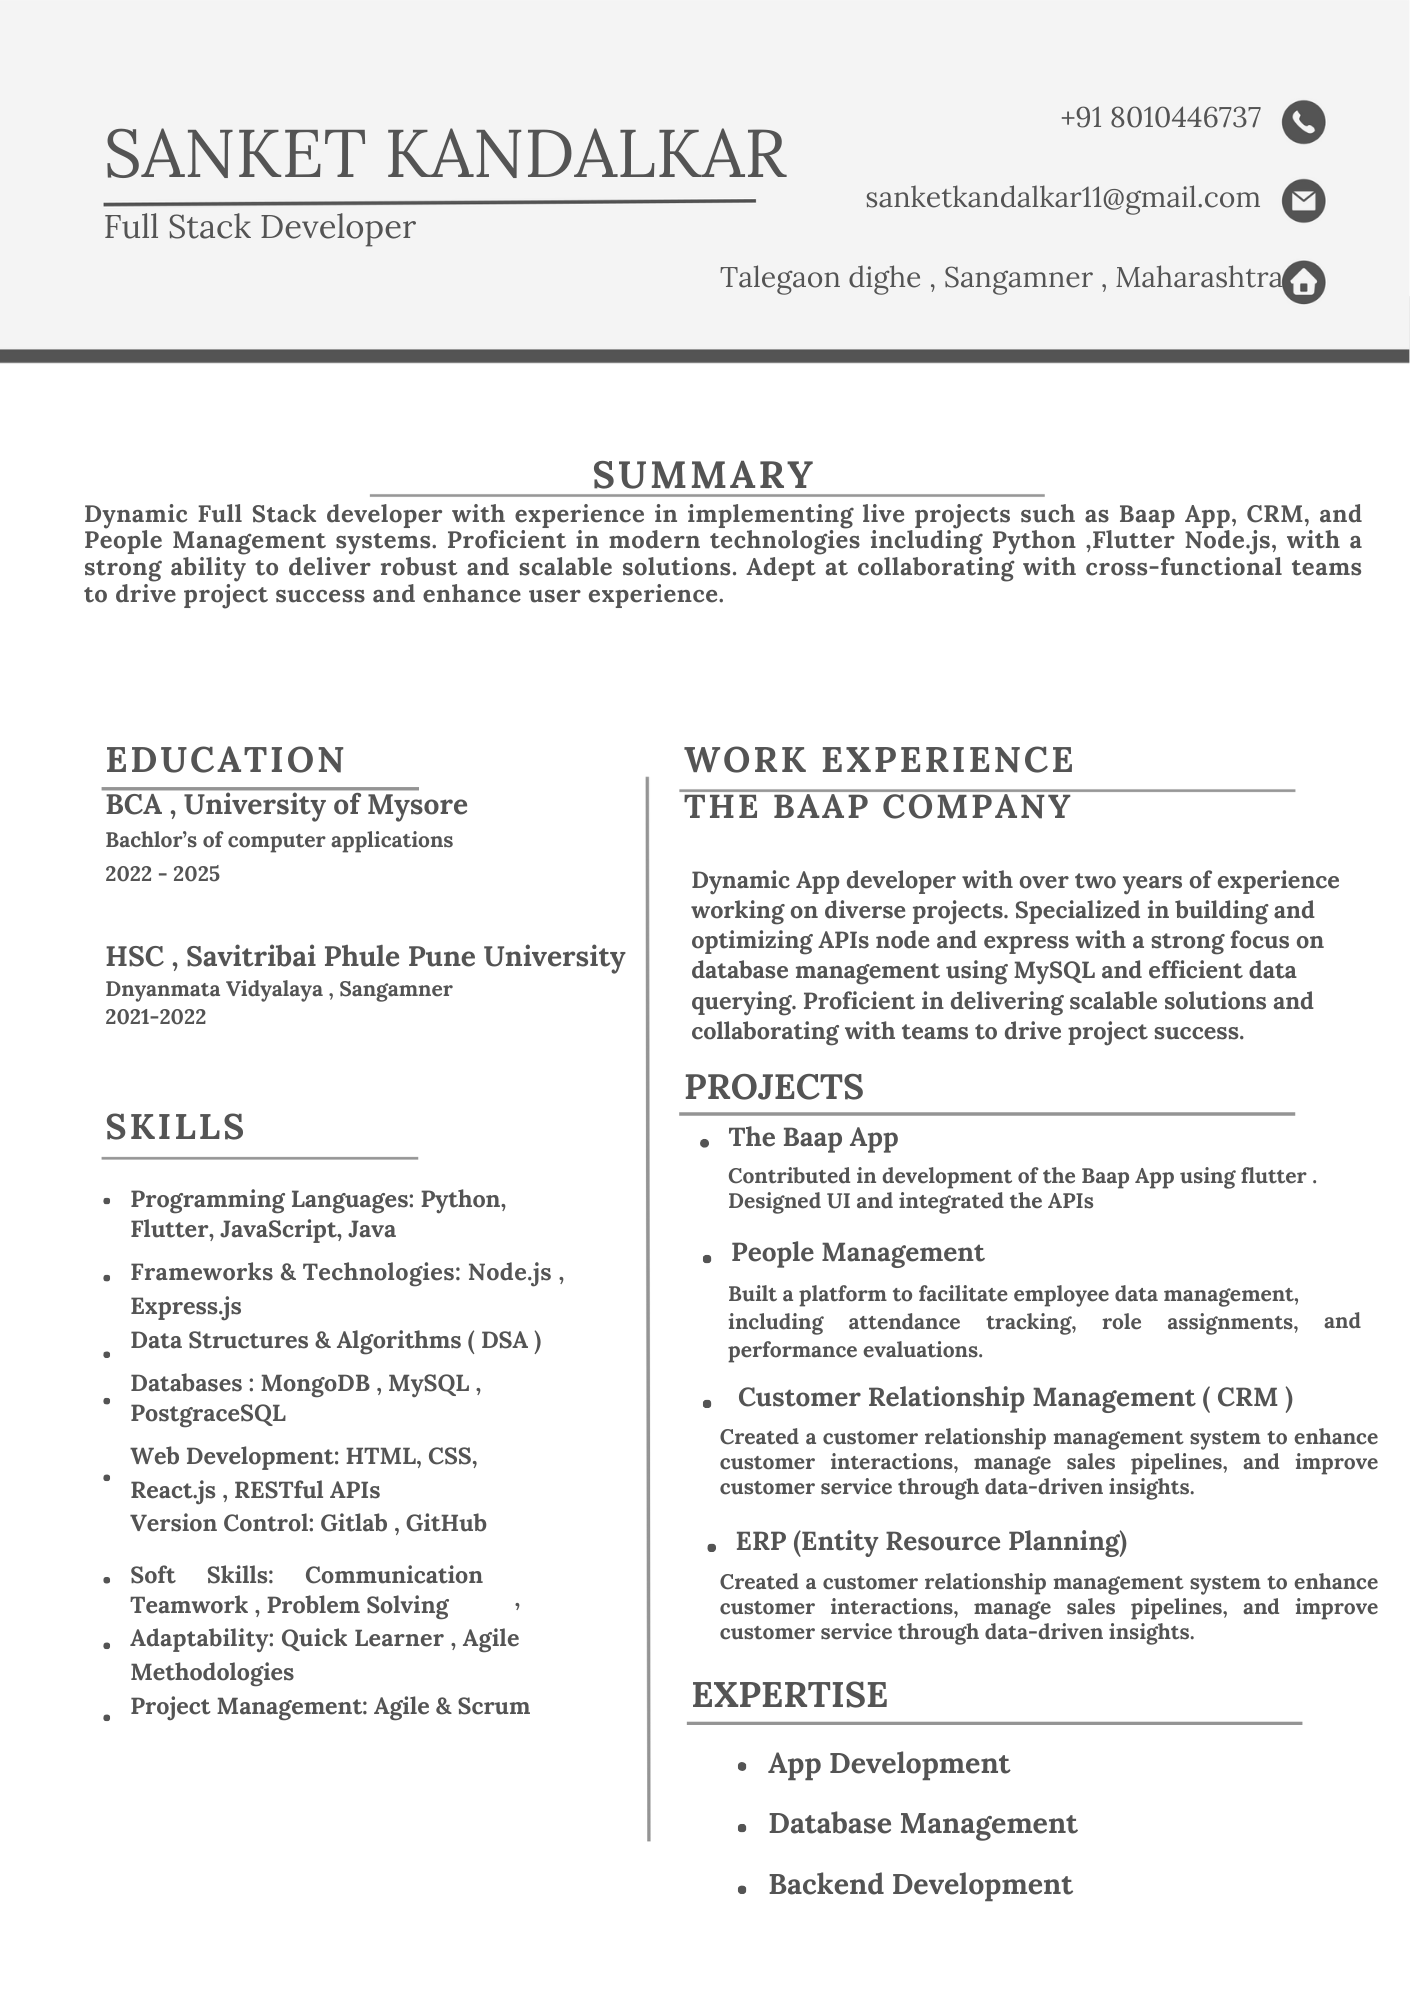 SANKET KANDALKAR
Full Stack Developer
+91 8010446737
sanketkandalkar11@gmail.com
Talegaon dighe , Sangamner , Maharashtra
SUMMARY
Dynamic Full Stack developer with experience in implementing live projects such as Baap App, CRM, and
People Management systems. Proficient in modern technologies including Python ,Flutter Node.js, with a
strong ability to deliver robust and scalable solutions. Adept at collaborating with cross-functional teams
to drive project success and enhance user experience.
EDUCATION
BCA , University of Mysore
Bachlor’s of computer applications
2022 - 2025
HSC , Savitribai Phule Pune University
Dnyanmata Vidyalaya , Sangamner
2021-2022
SKILLS
• Programming Languages: Python,
Flutter, JavaScript, Java
• Frameworks & Technologies: Node.js ,
Express.js
• Data Structures & Algorithms ( DSA )
• Databases : MongoDB , MySQL ,
PostgraceSQL
• Web Development: HTML, CSS,
React.js , RESTful APIs
Version Control: Gitlab , GitHub
• Soft Skills: Communication
Teamwork , Problem Solving ,
• Adaptability: Quick Learner , Agile
Methodologies
• Project Management: Agile & Scrum
WORK EXPERIENCE
THE BAAP COMPANY
Dynamic App developer with over two years of experience
working on diverse projects. Specialized in building and
optimizing APIs node and express with a strong focus on
database management using MySQL and efficient data
querying. Proficient in delivering scalable solutions and
collaborating with teams to drive project success.
PROJECTS
• The Baap App
Contributed in development of the Baap App using flutter .
Designed UI and integrated the APIs
• People Management
Built a platform to facilitate employee data management,
including attendance tracking, role assignments, and
performance evaluations.
• Customer Relationship Management ( CRM )
Created a customer relationship management system to enhance
customer interactions, manage sales pipelines, and improve
customer service through data-driven insights.
• ERP (Entity Resource Planning)
Created a customer relationship management system to enhance
customer interactions, manage sales pipelines, and improve
customer service through data-driven insights.
EXPERTISE
• App Development
• Database Management
• Backend Development